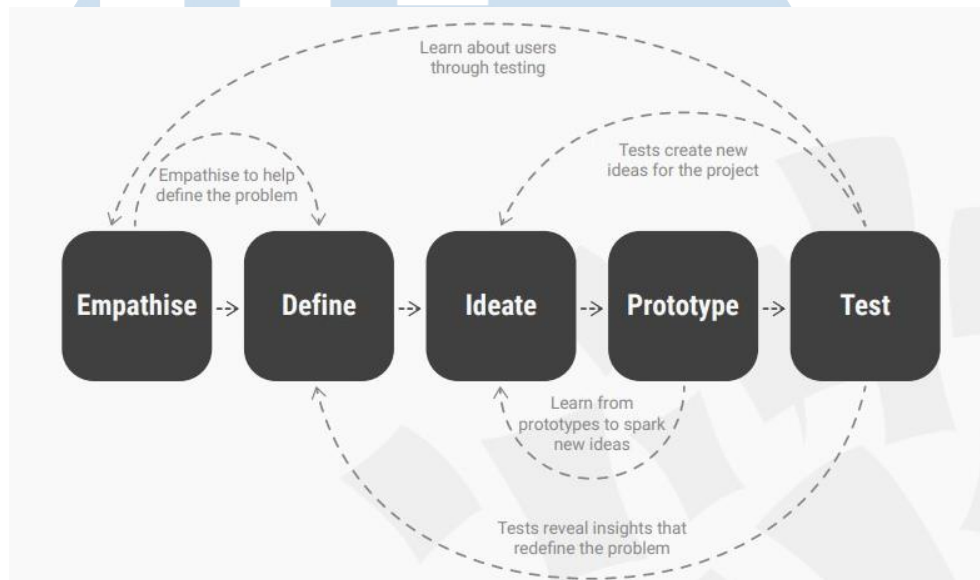 Learn about users
through testing
Tests create new
ideas for the project
Empathise to help
define the problem
Empathise
Define
Ideate
Prototype
Test
Learn from
prototypes to spark
new ideas
Tests reveal insights that
redefine the problem